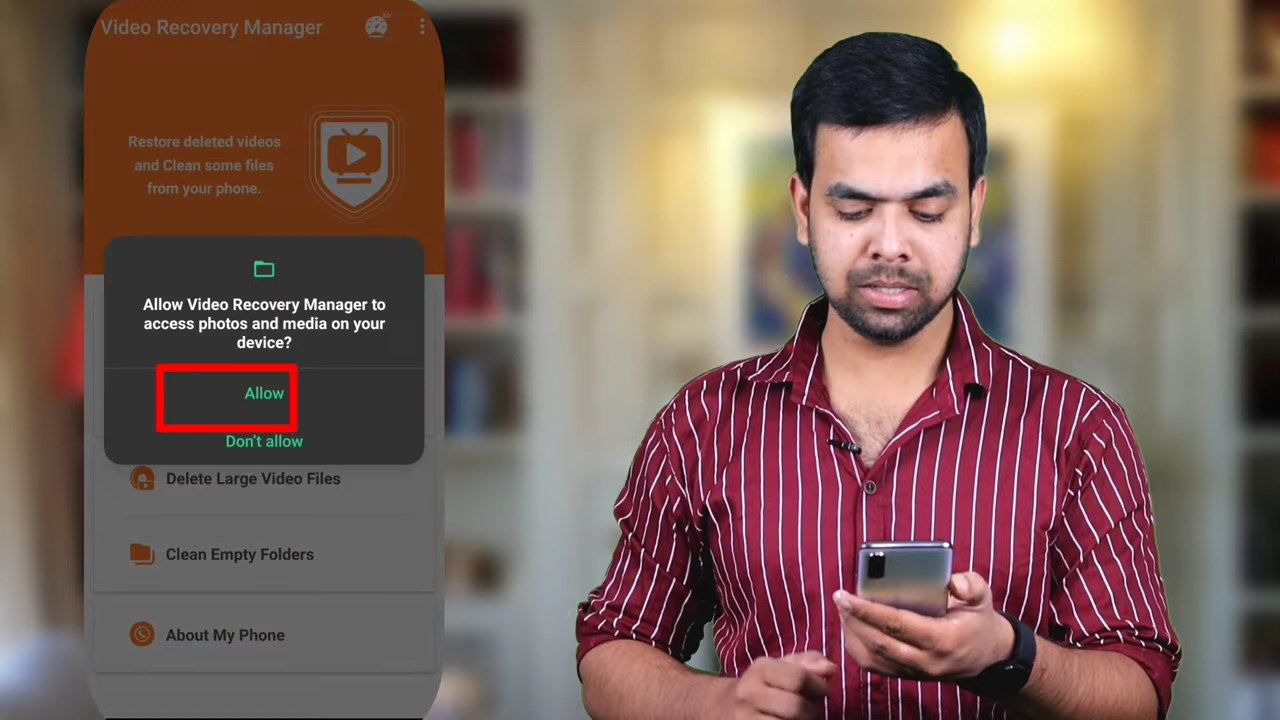 Video Recovery Manager
Restore deleted videos
and Clean some files
from your phone.
Allow Video Recovery Manager to
access photos and media on your
device?
Allow
Don't allow
Delete Large Video Files
Clean Empty Folders
About My Phone